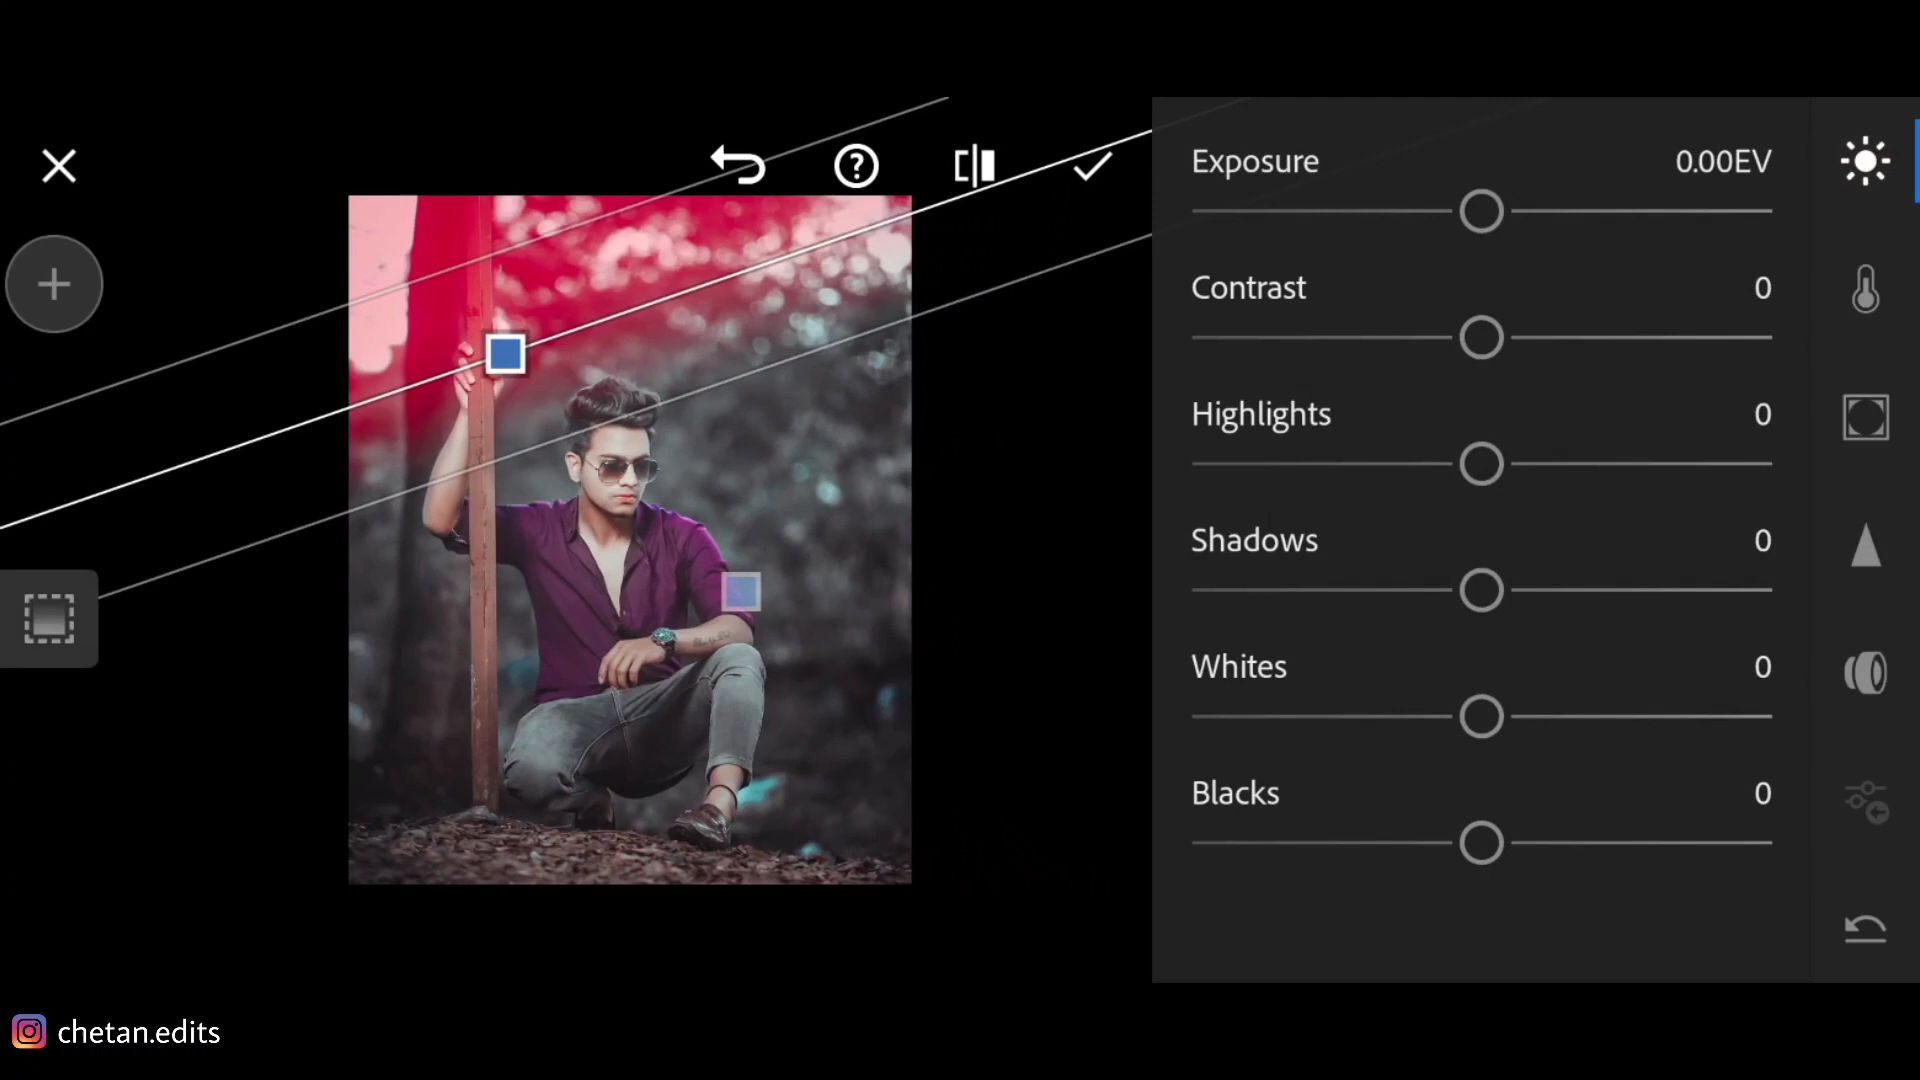 Exposure 0.00EV
Contrast 0
Highlights 0
Shadows 0
Whites 0
Blacks 0
chetan.edits